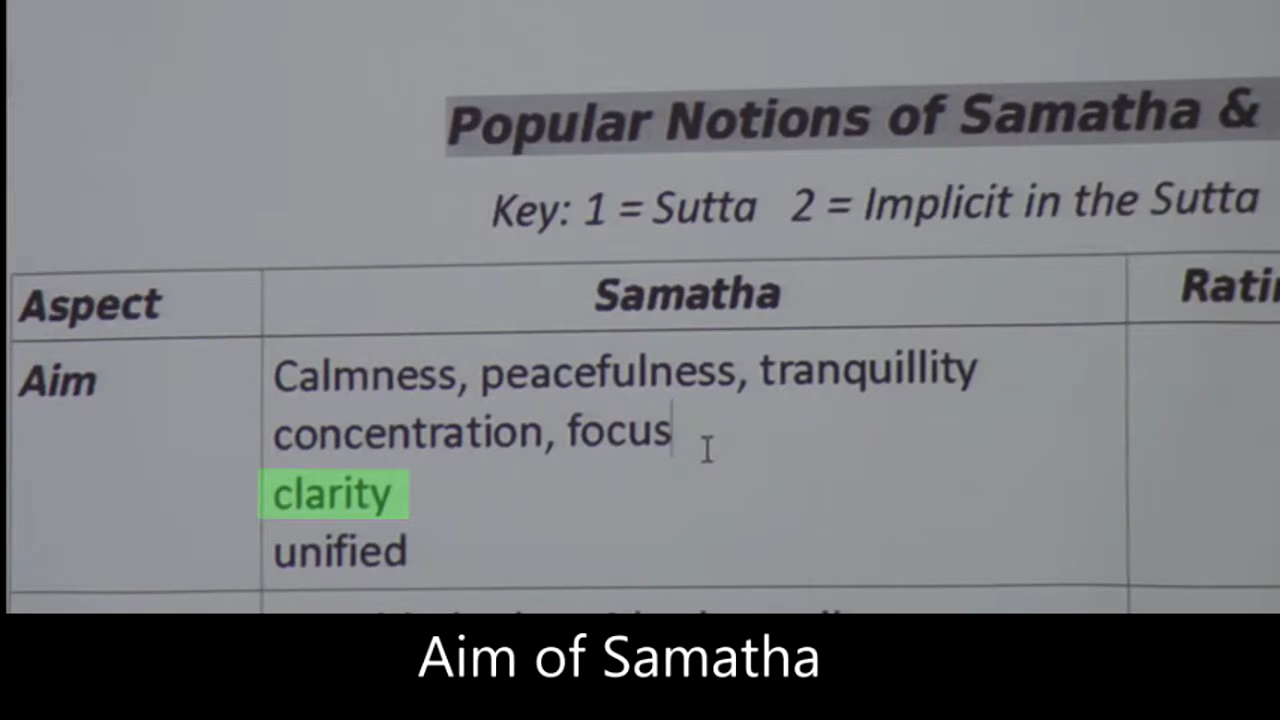 Popular Notions of Samatha &
Key: 1 = Sutta 2 = Implicit in the Sutta
Aspect Samatha
Aim Calmness, peacefulness, tranquillity
concentration, focus
clarity
unified
Aim of Samatha